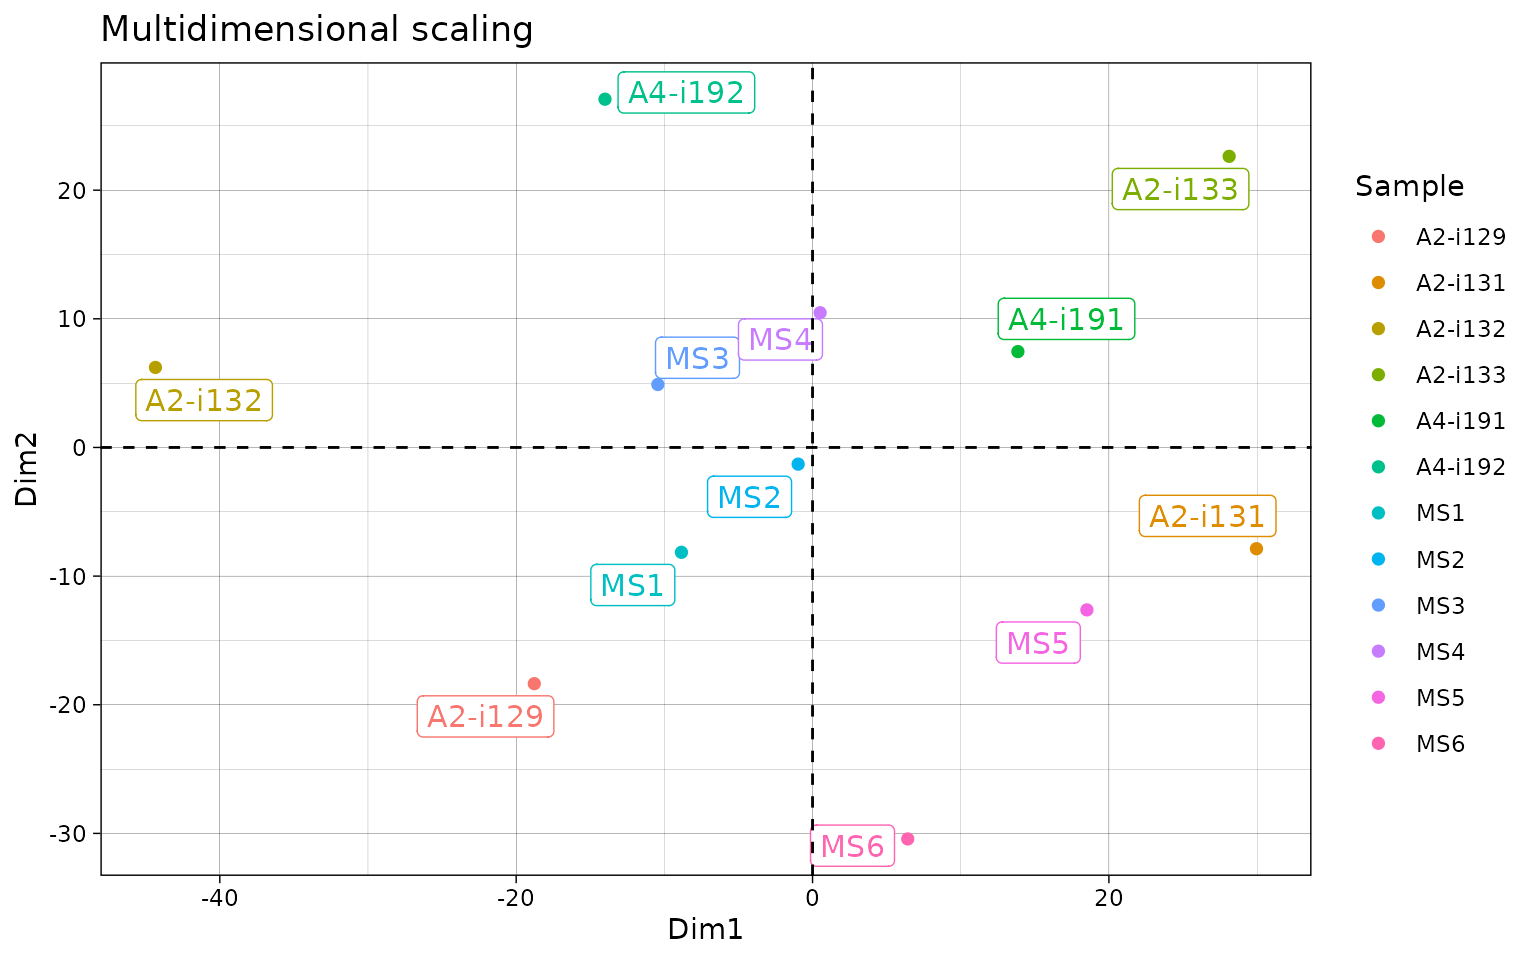 Multidimensional scaling
A4-i192
A2-i133
A4-i191
MS4
MS3
A2-i132
MS2
A2-i131
MS1
MS5
A2-i129
MS6
20
10
0
-10
-20
-30
Dim2
-40 -20 0 20
Dim1
Sample
A2-i129
A2-i131
A2-i132
A2-i133
A4-i191
A4-i192
MS1
MS2
MS3
MS4
MS5
MS6